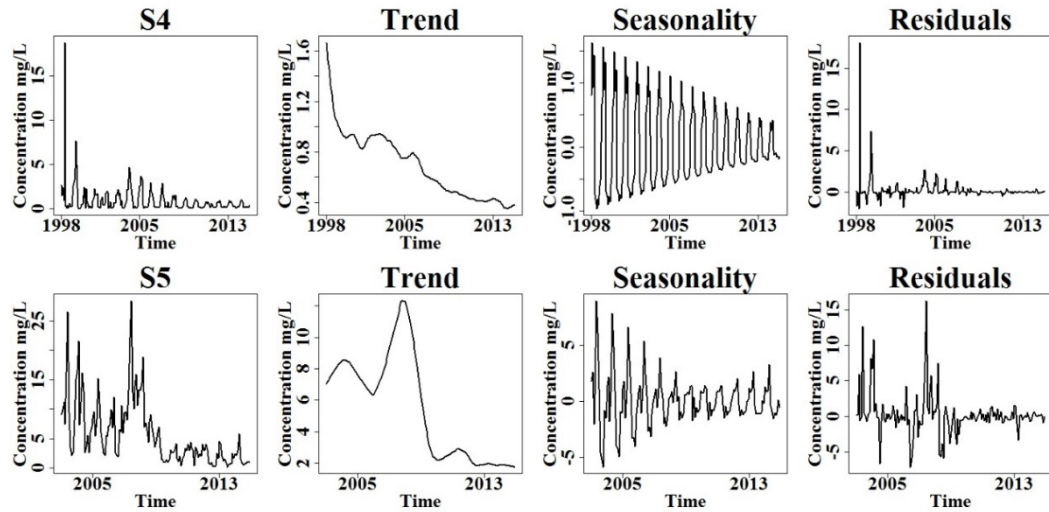 S4 Trend Seasonality Residuals
Concentration mg/L
0 5 10 15
1998 2005 2015
Time
Concentration mg/L
0.4 0.8 1.2 1.6
1998 2005 2015
Time
Concentration mg/L
-1.0 0.0 1.0
1998 2005 2015
Time
Concentration mg/L
0 5 10 15
1998 2005 2015
Time
S5 Trend Seasonality Residuals
Concentration mg/L
0 5 15 25
2005 2013
Time
Concentration mg/L
2 4 6 8 10
2005 2013
Time
Concentration mg/L
-5 0 5
2005 2013
Time
Concentration mg/L
-5 0 5 10 15
2005 2013
Time